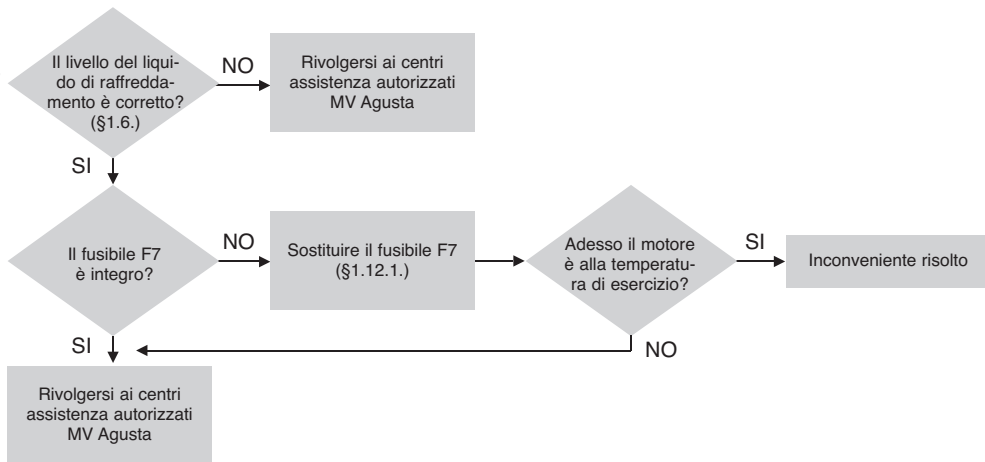 Il livello del liqui-
do di raffredda-
mento è corretto?
(§1.6.)
NO
Rivolgersi ai centri
assistenza autorizzati
MV Agusta
SI
Il fusibile F7
è integro?
NO
Sostituire il fusibile F7
(§1.12.1.)
Adesso il motore
è alla temperatu-
ra di esercizio?
SI
Inconveniente risolto
SI
NO
Rivolgersi ai centri
assistenza autorizzati
MV Agusta